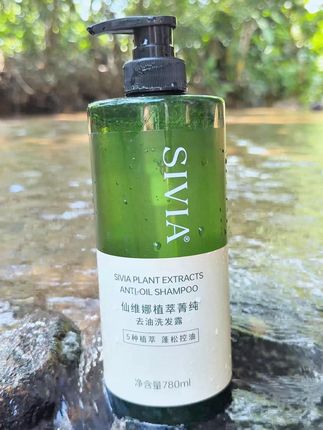 SIVIA®
SIVIA PLANT EXTRACTS
ANTI-OIL SHAMPOO
仙维娜植萃菁纯
去油洗发露
5种植萃 蓬松控油
净含量780ml